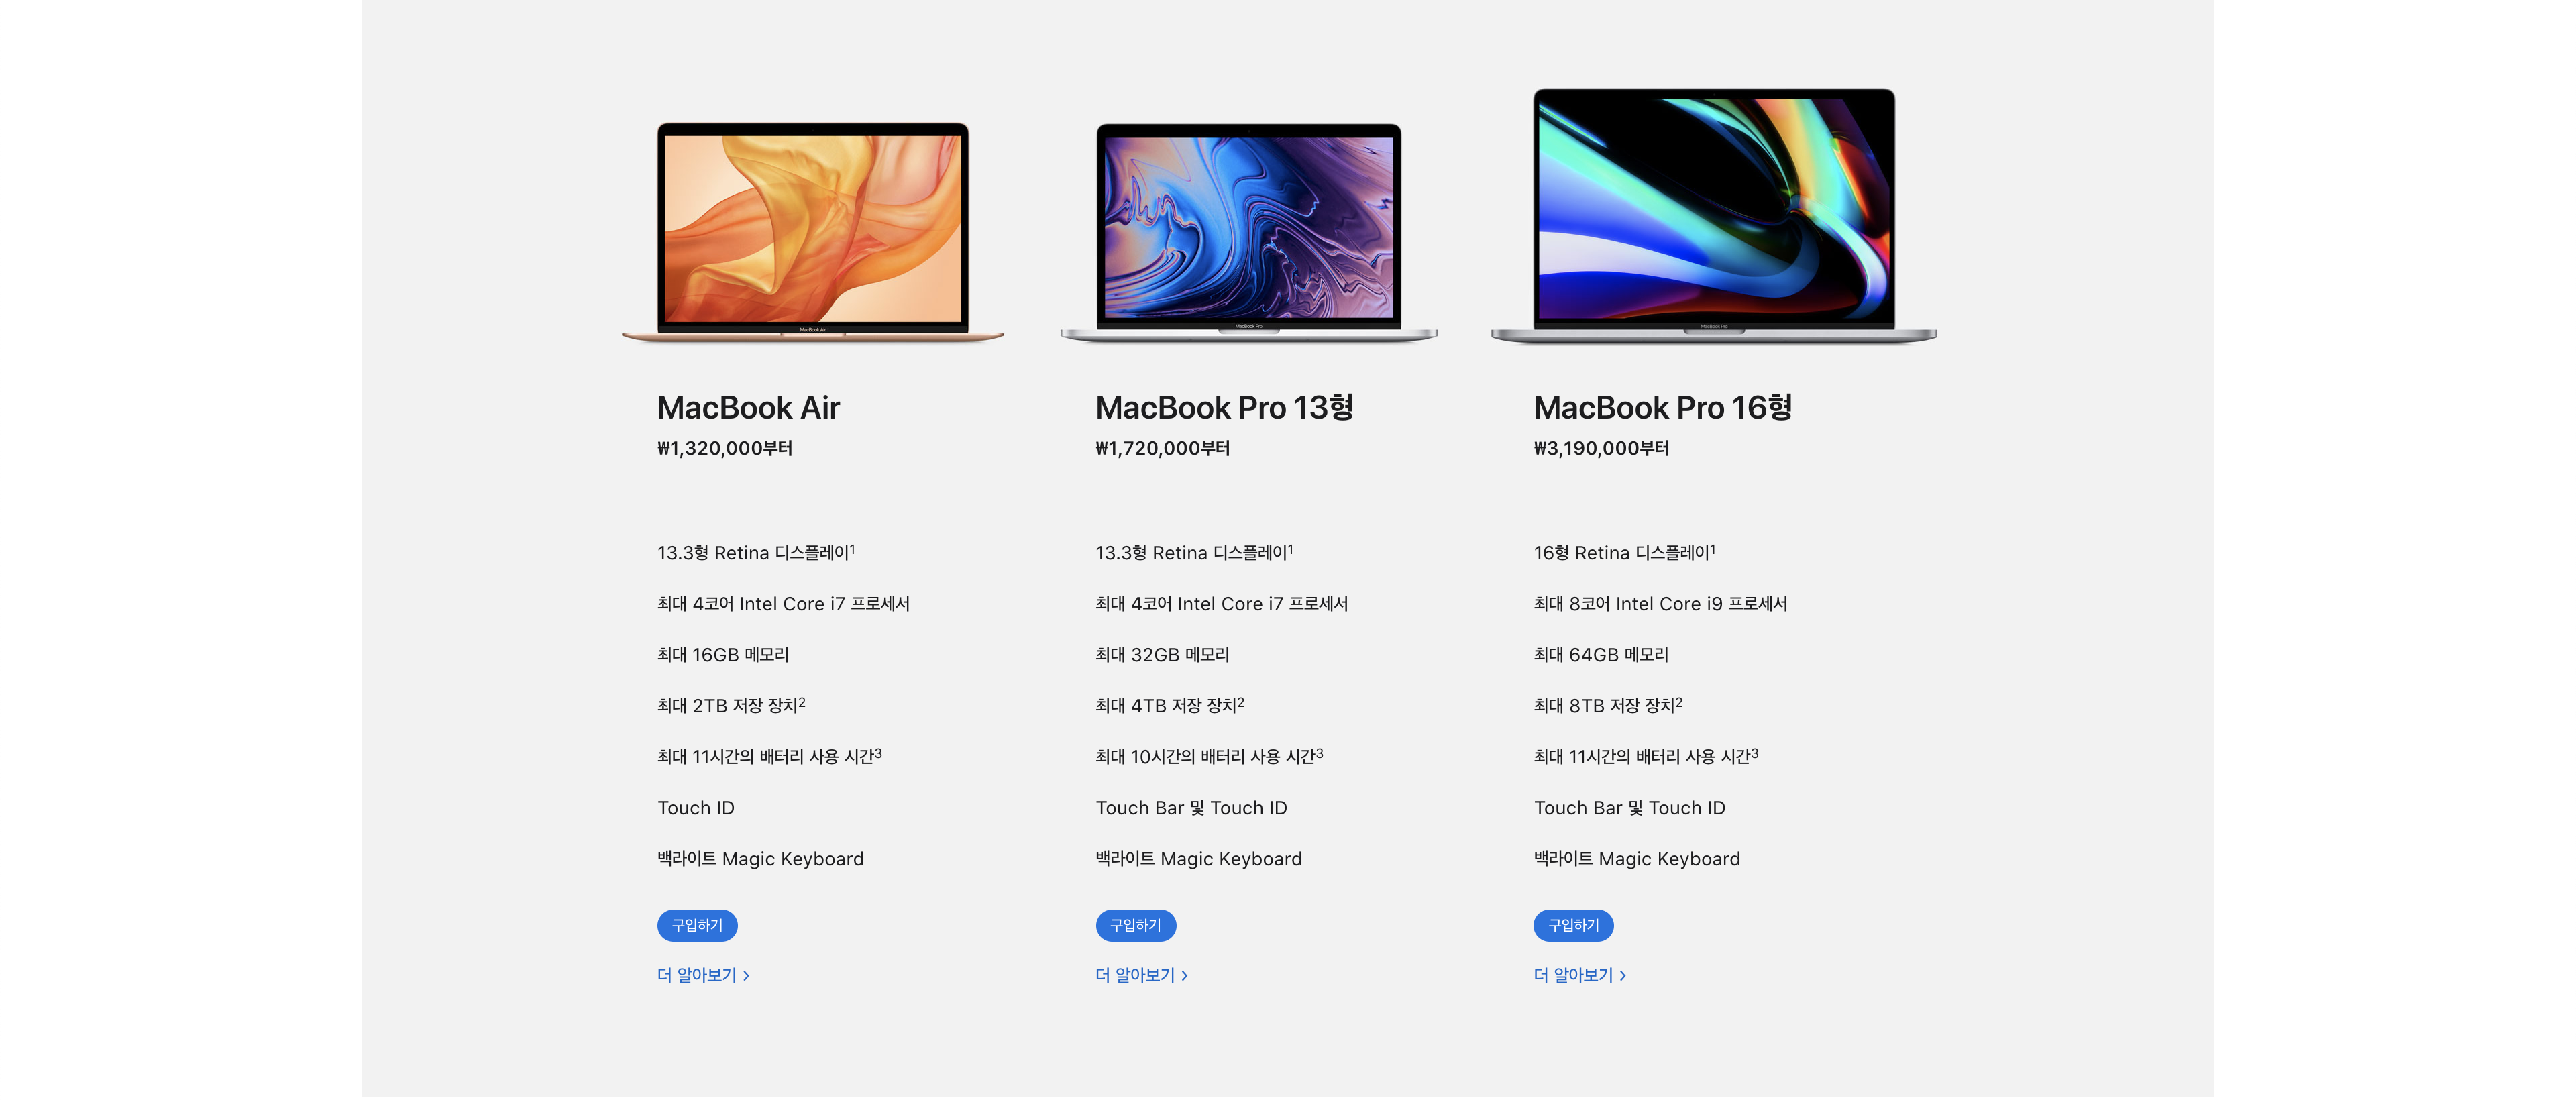 MacBook Air
MacBook Pro
MacBook Pro
MacBook Air
₩1,320,000부터
13.3형 Retina 디스플레이1
최대 4코어 Intel Core i7 프로세서
최대 16GB 메모리
최대 2TB 저장 장치2
최대 11시간의 배터리 사용 시간3
Touch ID
백라이트 Magic Keyboard
구입하기
더 알아보기 >
MacBook Pro 13형
₩1,720,000부터
13.3형 Retina 디스플레이1
최대 4코어 Intel Core i7 프로세서
최대 32GB 메모리
최대 4TB 저장 장치2
최대 10시간의 배터리 사용 시간3
Touch Bar 및 Touch ID
백라이트 Magic Keyboard
구입하기
더 알아보기 >
MacBook Pro 16형
₩3,190,000부터
16형 Retina 디스플레이1
최대 8코어 Intel Core i9 프로세서
최대 64GB 메모리
최대 8TB 저장 장치2
최대 11시간의 배터리 사용 시간3
Touch Bar 및 Touch ID
백라이트 Magic Keyboard
구입하기
더 알아보기 >